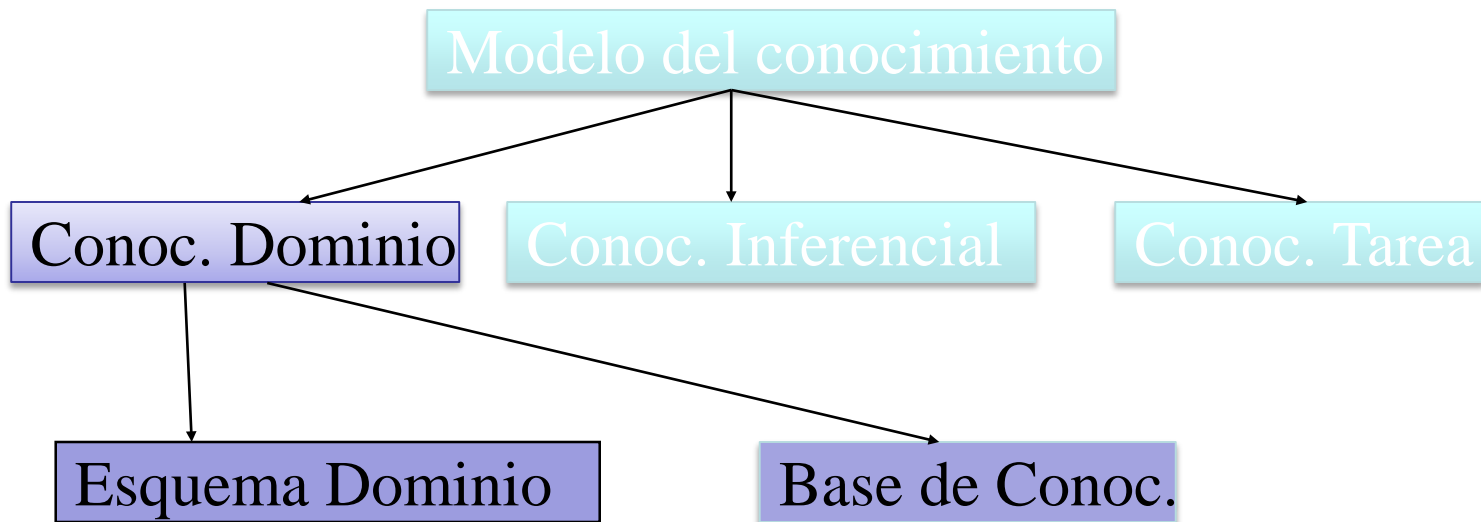 Modelo del conocimiento
Conoc. Dominio
Conoc. Inferencial
Conoc. Tarea
Esquema Dominio
Base de Conoc.